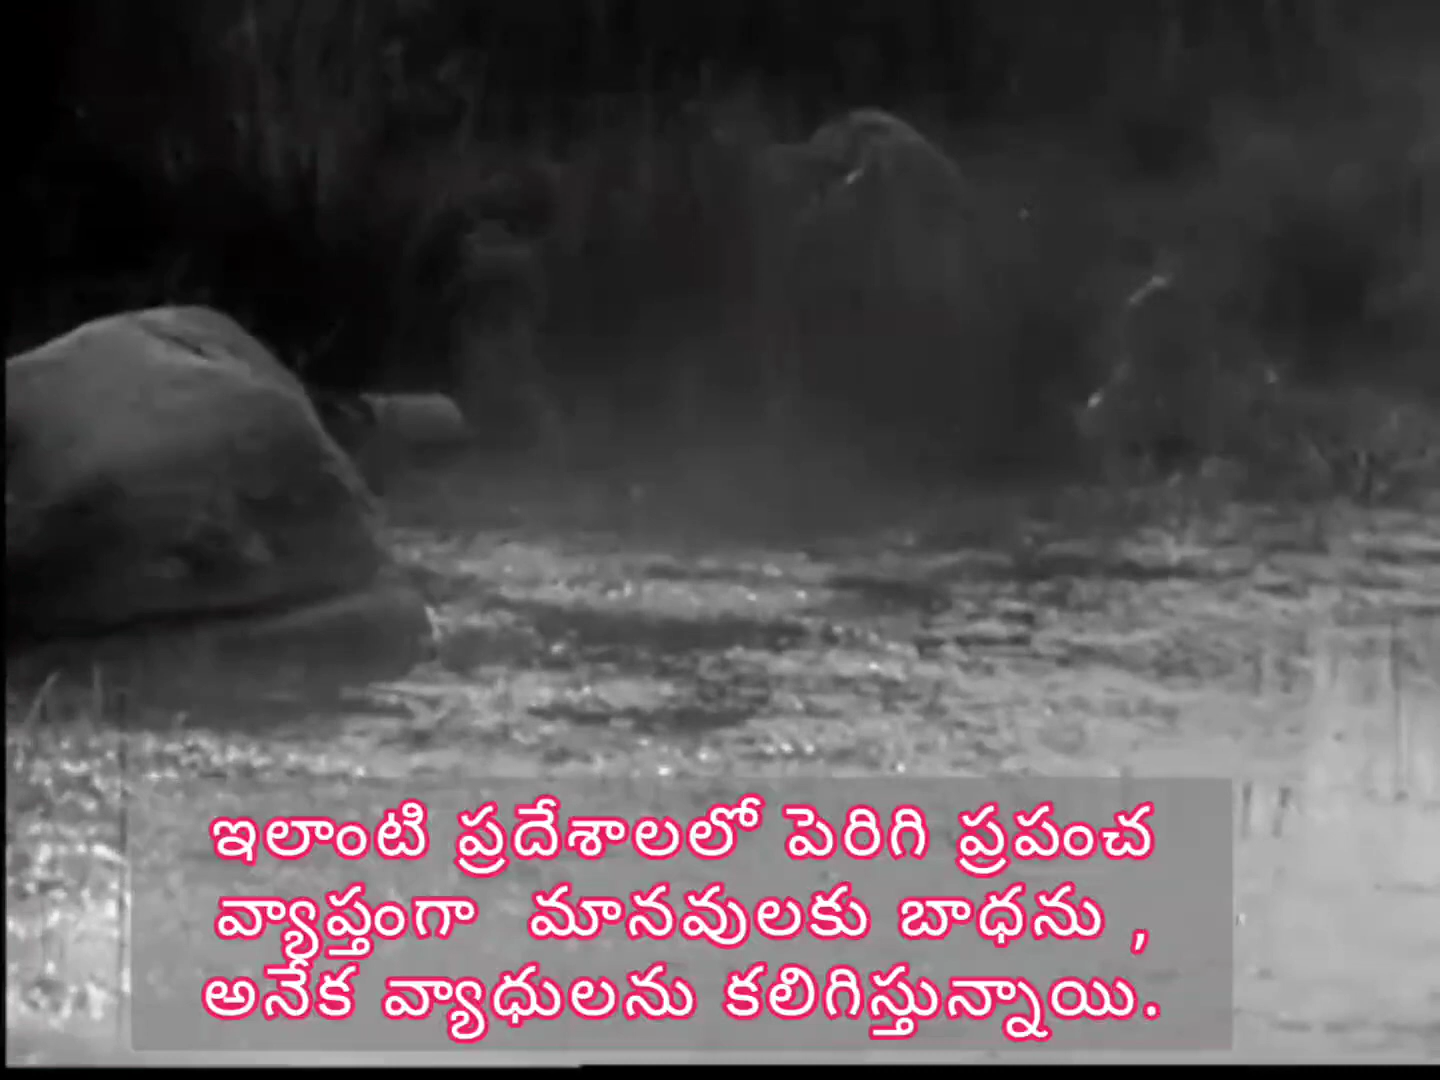 ఇలాంటి ప్రదేశాలలో పెరిగి ప్రపంచ
వ్యాప్తంగా మానవులకు బాధను ,
అనేక వ్యాధులను కలిగిస్తున్నాయి.